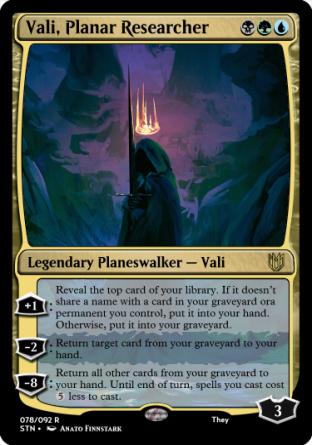 Vali, Planar Researcher
Legendary Planeswalker — Vali
+1: Reveal the top card of your library. If it doesn't
share a name with a card in your graveyard ora
permanent you control, put it into your hand.
Otherwise, put it into your graveyard.
-2: Return target card from your graveyard to your
hand.
-8: Return all other cards from your graveyard to
your hand. Until end of turn, spells you cast cost
5 less to cast.
3
078/092 R
STN • Anato Finnstark
They